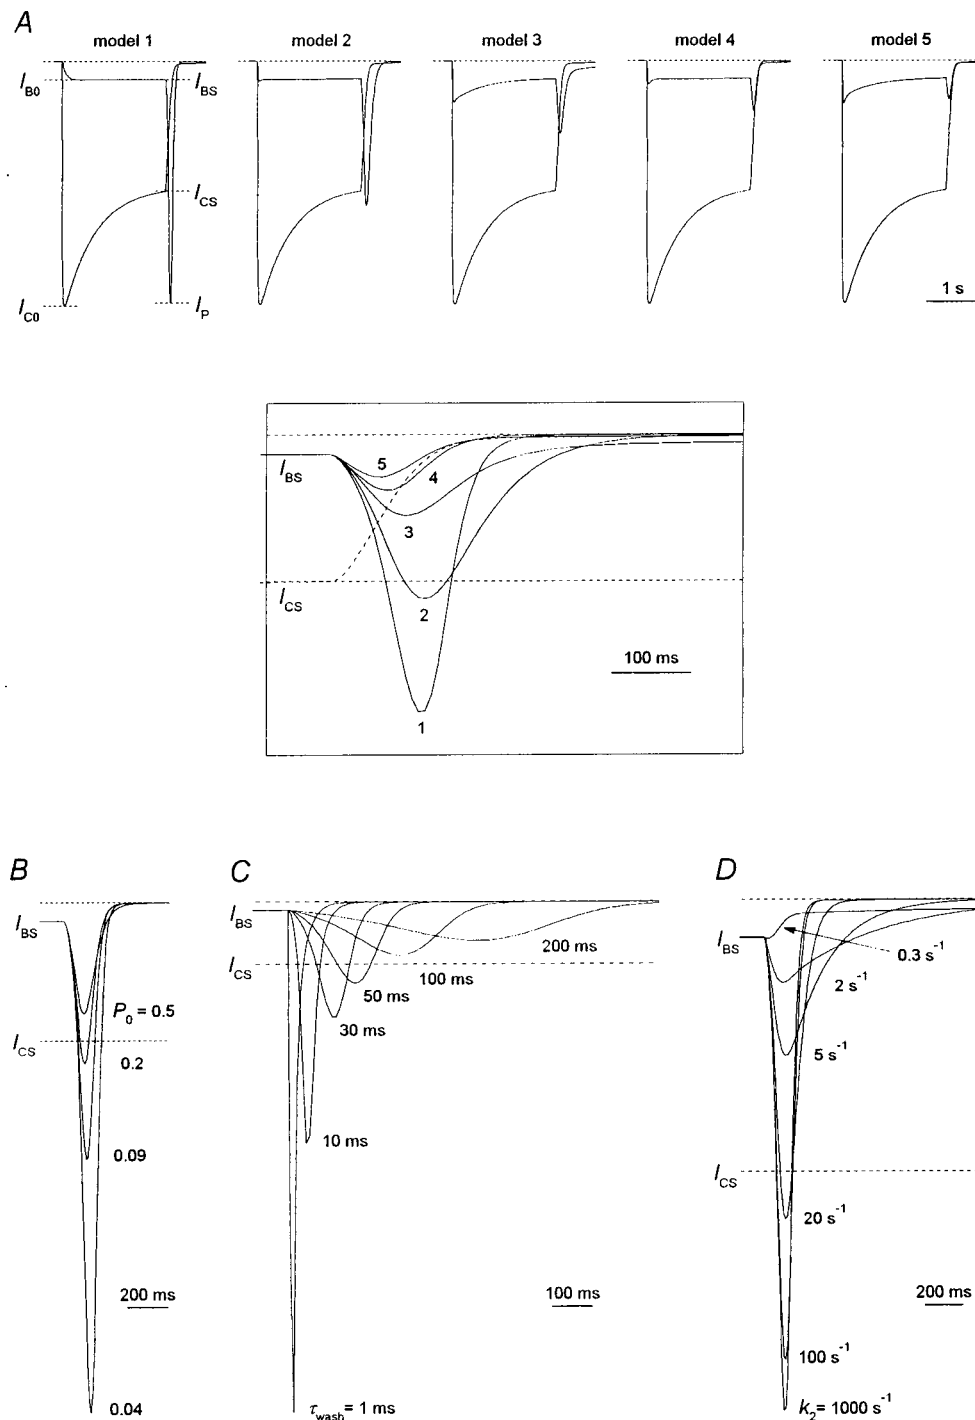 A
model 1
model 2
model 3
model 4
model 5
I_B0
I_BS
I_CS
I_C0
I_P
1 s
I_BS
5
4
3
I_CS
2
1
100 ms
B
I_BS
P_0 = 0.5
I_CS
0.2
0.09
200 ms
0.04
C
I_BS
I_CS
200 ms
100 ms
50 ms
30 ms
10 ms
100 ms
τ_wash = 1 ms
D
I_BS
0.3 s⁻¹
2 s⁻¹
5 s⁻¹
I_CS
20 s⁻¹
200 ms
100 s⁻¹
k_2 = 1000 s⁻¹